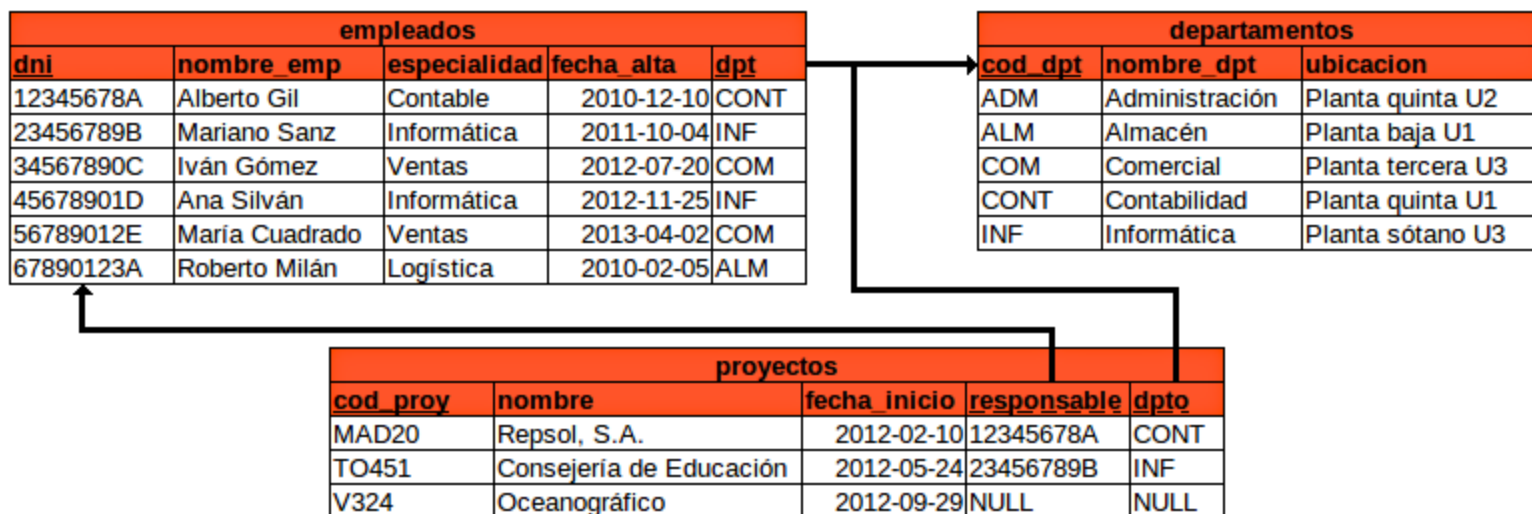 empleados
dni nombre_emp especialidad fecha_alta dpt
12345678A Alberto Gil Contable 2010-12-10 CONT
23456789B Mariano Sanz Informática 2011-10-04 INF
34567890C Iván Gómez Ventas 2012-07-20 COM
45678901D Ana Silván Informática 2012-11-25 INF
56789012E María Cuadrado Ventas 2013-04-02 COM
67890123A Roberto Milán Logística 2010-02-05 ALM
departamentos
cod_dpt nombre_dpt ubicacion
ADM Administración Planta quinta U2
ALM Almacén Planta baja U1
COM Comercial Planta tercera U3
CONT Contabilidad Planta quinta U1
INF Informática Planta sótano U3
proyectos
cod_proy nombre fecha_inicio responsable dpto
MAD20 Repsol, S.A. 2012-02-10 12345678A CONT
TO451 Consejería de Educación 2012-05-24 23456789B INF
V324 Oceanográfico 2012-09-29 NULL NULL